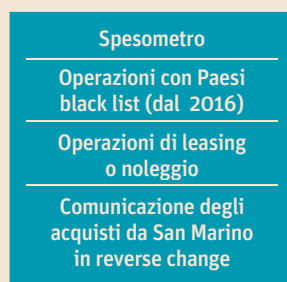 Spesometro
Operazioni con Paesi
black list (dal 2016)
Operazioni di leasing
o noleggio
Comunicazione degli
acquisti da San Marino
in reverse change